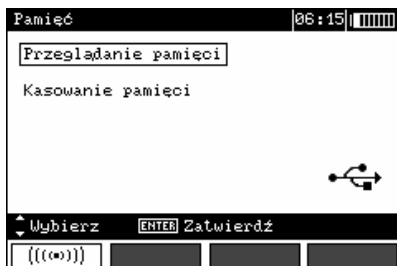 Pamięć 06:15
Przeglądanie pamięci
Kasowanie pamięci
Wybierz ENTER Zatwierdź